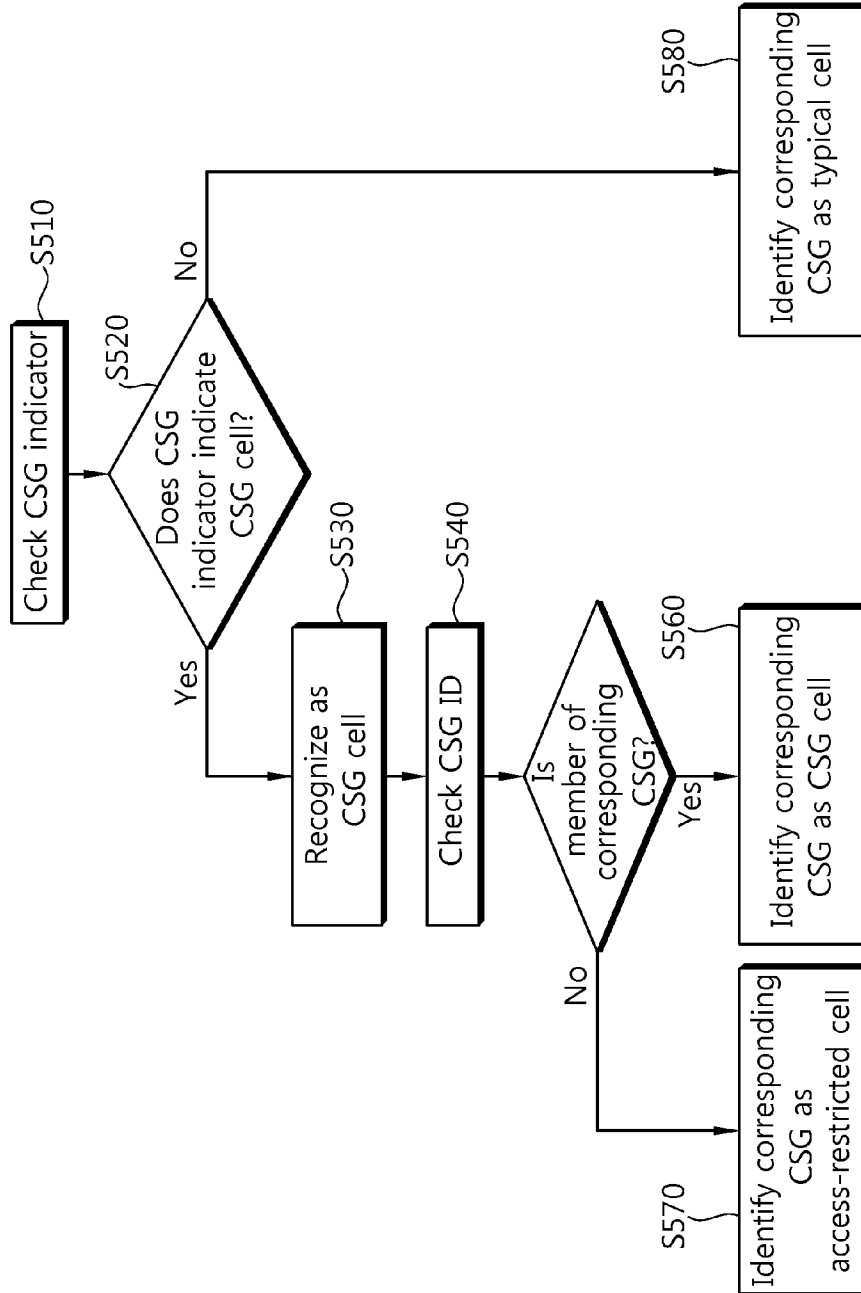 Check CSG indicator
S510
Does CSG
indicator indicate
CSG cell?
S520
Yes
No
Recognize as
CSG cell
S530
Check CSG ID
S540
Is
member of
corresponding
CSG?
No
Yes
Identify corresponding
CSG as
access-restricted cell
S570
Identify corresponding
CSG as CSG cell
S560
Identify corresponding
CSG as typical cell
S580